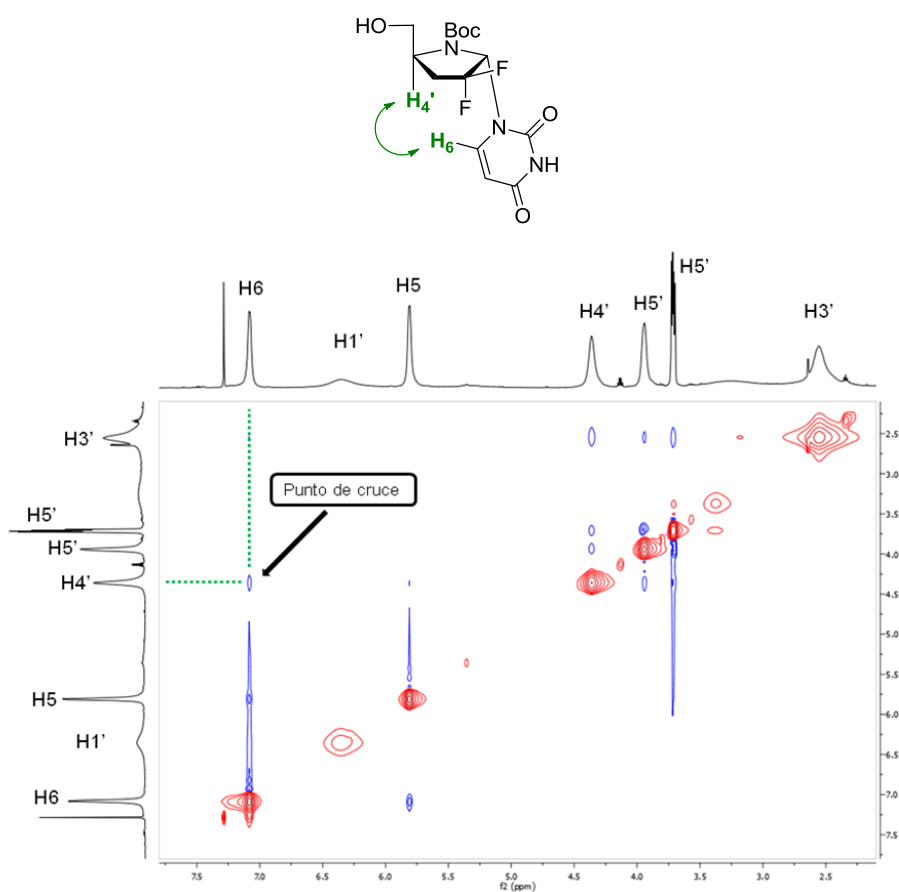 HO
Boc
N
F
F
H4'
H6
N
O
NH
O
H6
H1’
H5
H4’
H5’
H5’
H3’
H3’
H5’
H5’
H4’
H5
H1’
H6
Punto de cruce
2.5
3.0
3.5
4.0
4.5
5.0
5.5
6.0
6.5
7.0
7.5
7.5 7.0 6.5 6.0 5.5 5.0 4.5 4.0 3.5 3.0 2.5
f2 (ppm)